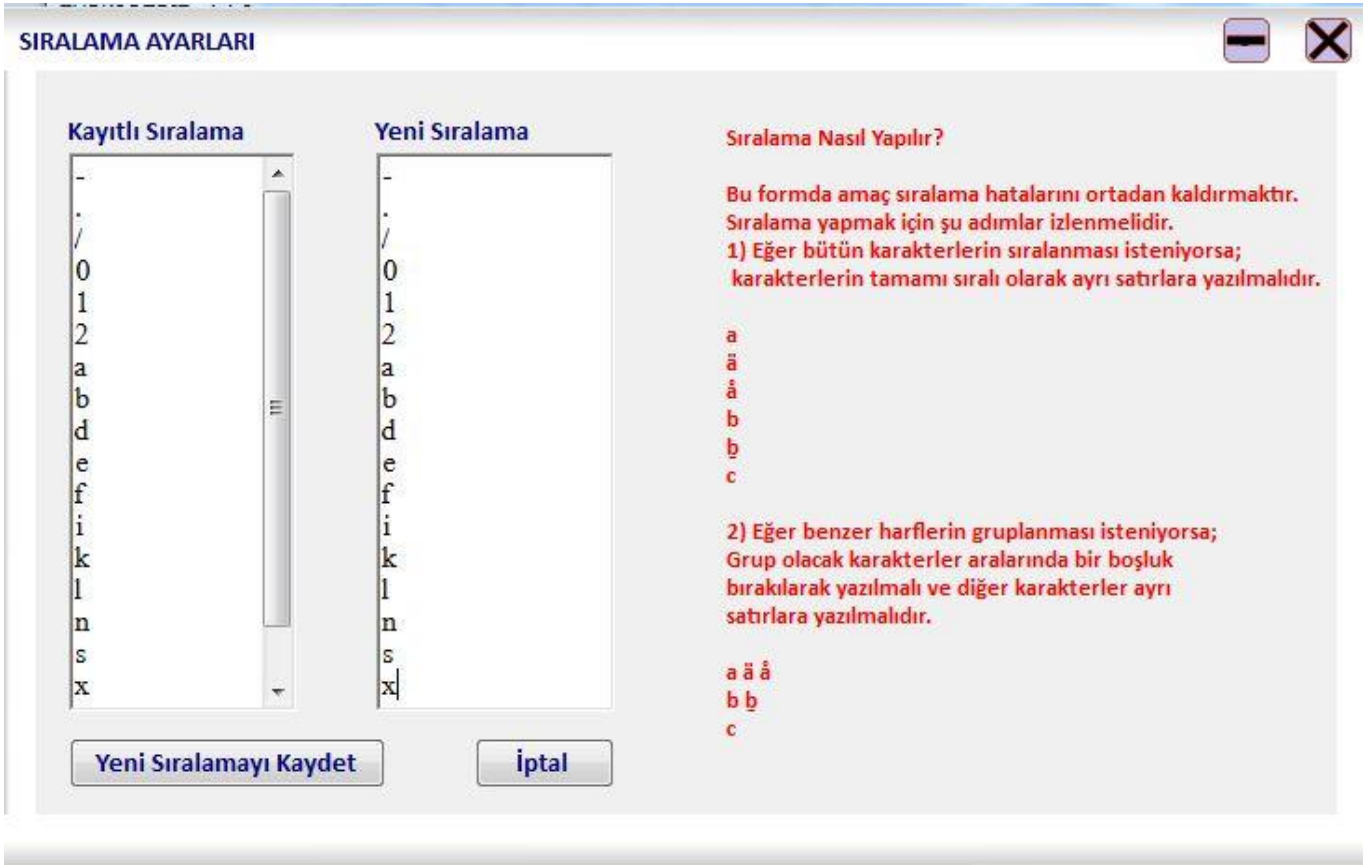 SIRALAMA AYARLARI
Kayıtlı Sıralama
-
.
/
0
1
2
a
b
d
e
f
i
k
l
n
s
x
Yeni Sıralama
-
.
/
0
1
2
a
b
d
e
f
i
k
l
n
s
x
Yeni Sıralamayı Kaydet
İptal
Sıralama Nasıl Yapılır?
Bu formda amaç sıralama hatalarını ortadan kaldırmaktır.
Sıralama yapmak için şu adımlar izlenmelidir.
1) Eğer bütün karakterlerin sıralanması isteniyorsa;
karakterlerin tamamı sıralı olarak ayrı satırlara yazılmalıdır.
a
ä
å
b
ḇ
c
2) Eğer benzer harflerin gruplanması isteniyorsa;
Grup olacak karakterler aralarında bir boşluk
bırakılarak yazılmalı ve diğer karakterler ayrı
satırlara yazılmalıdır.
a ä å
b ḇ
c